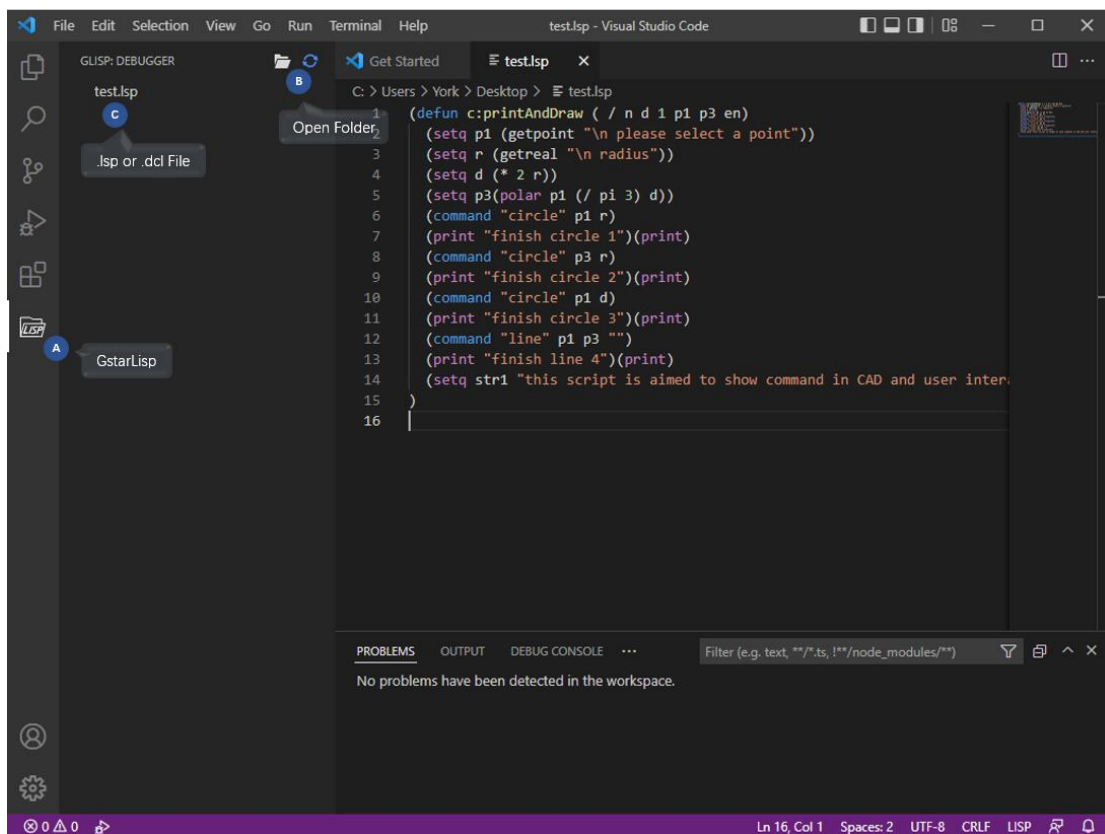 File Edit Selection View Go Run Terminal Help test.lsp - Visual Studio Code
GLISP: DEBUGGER
test.lsp
C
.lsp or .dcl File
B
Open Folder
A
GstarLisp
LISP
Get Started test.lsp
C: > Users > York > Desktop > test.lsp
1 (defun c:printAndDraw ( / n d 1 p1 p3 en)
2 (setq p1 (getpoint "\n please select a point"))
3 (setq r (getreal "\n radius"))
4 (setq d (* 2 r))
5 (setq p3(polar p1 (/ pi 3) d))
6 (command "circle" p1 r)
7 (print "finish circle 1")(print)
8 (command "circle" p3 r)
9 (print "finish circle 2")(print)
10 (command "circle" p1 d)
11 (print "finish circle 3")(print)
12 (command "line" p1 p3 "")
13 (print "finish line 4")(print)
14 (setq str1 "this script is aimed to show command in CAD and user inter
15 )
16
PROBLEMS OUTPUT DEBUG CONSOLE ··· Filter (e.g. text, **/*.ts, !**/node_modules/**)
No problems have been detected in the workspace.
0 0 Ln 16, Col 1 Spaces: 2 UTF-8 CRLF LISP